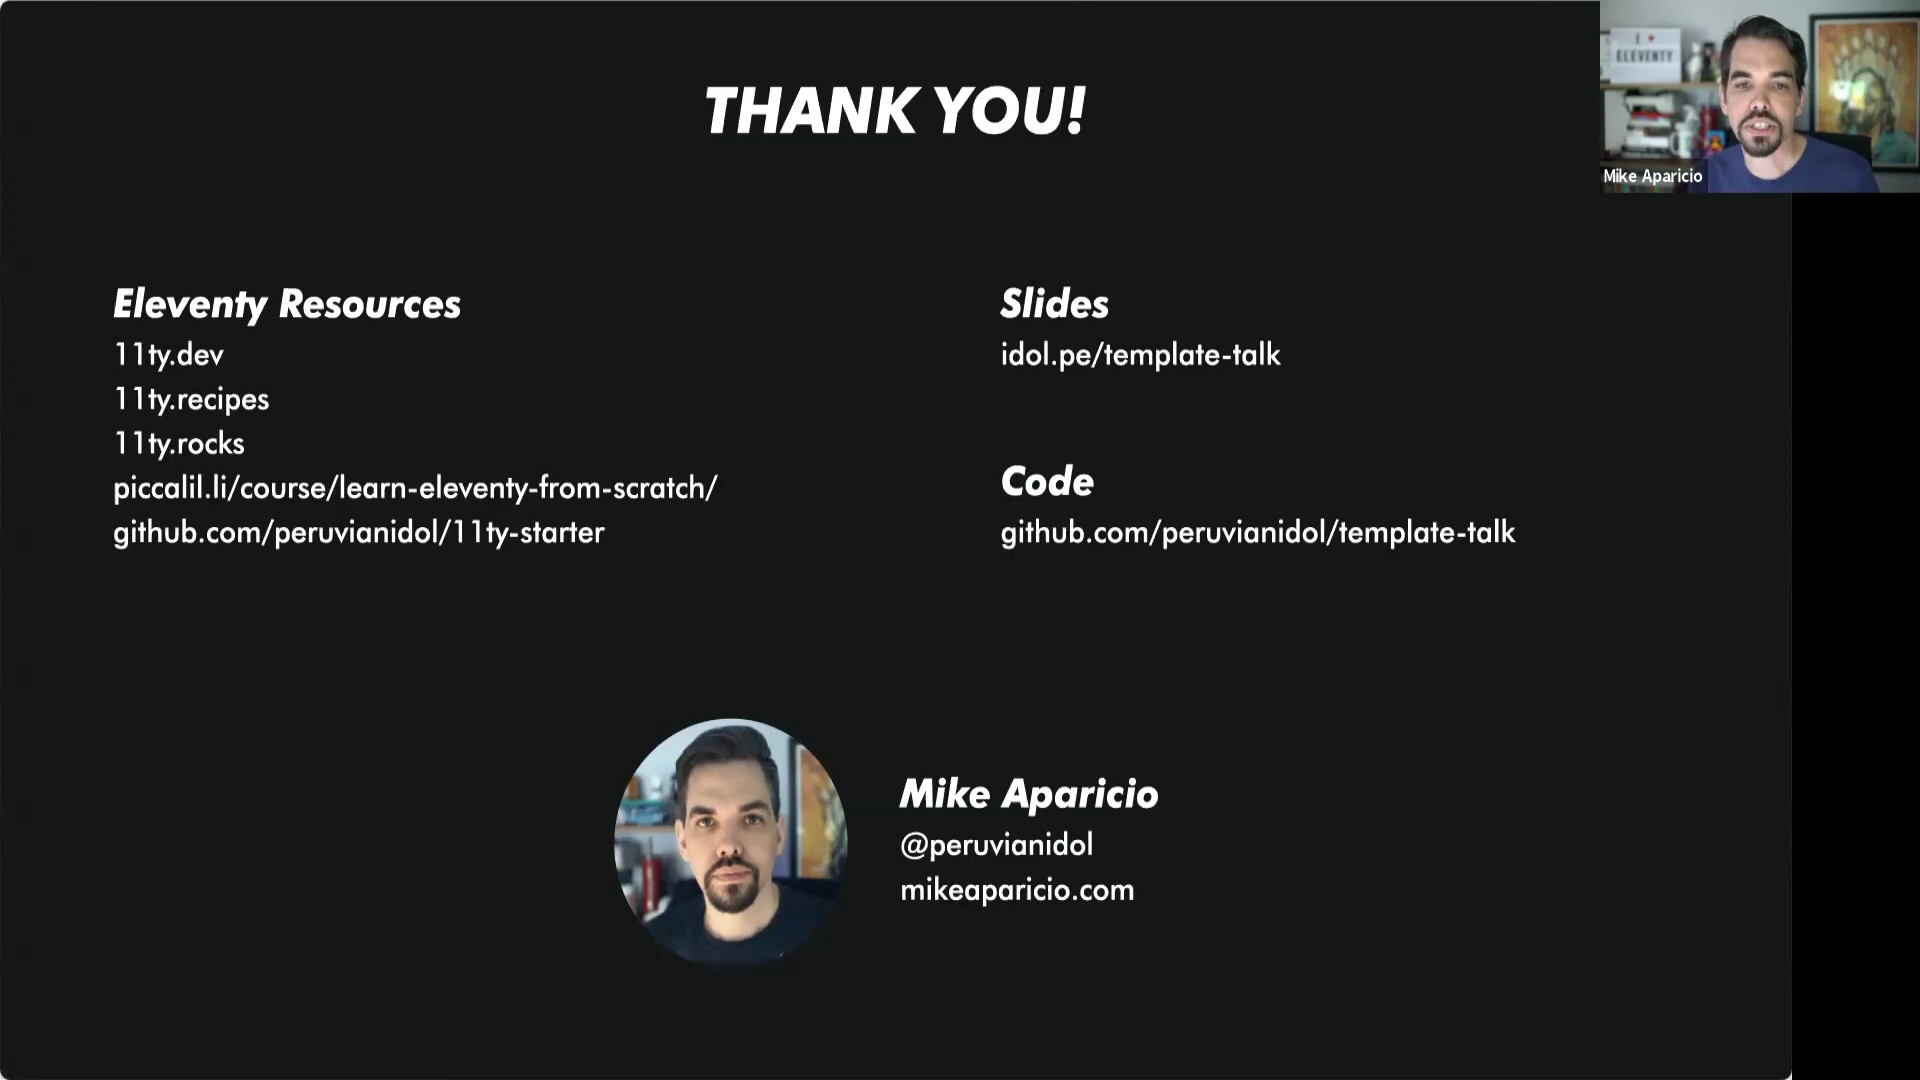 THANK YOU!
I ♥
ELEVENTY
Mike Aparicio
Eleventy Resources
11ty.dev
11ty.recipes
11ty.rocks
piccalil.li/course/learn-eleventy-from-scratch/
github.com/peruvianidol/11ty-starter
Slides
idol.pe/template-talk
Code
github.com/peruvianidol/template-talk
Mike Aparicio
@peruvianidol
mikeaparicio.com